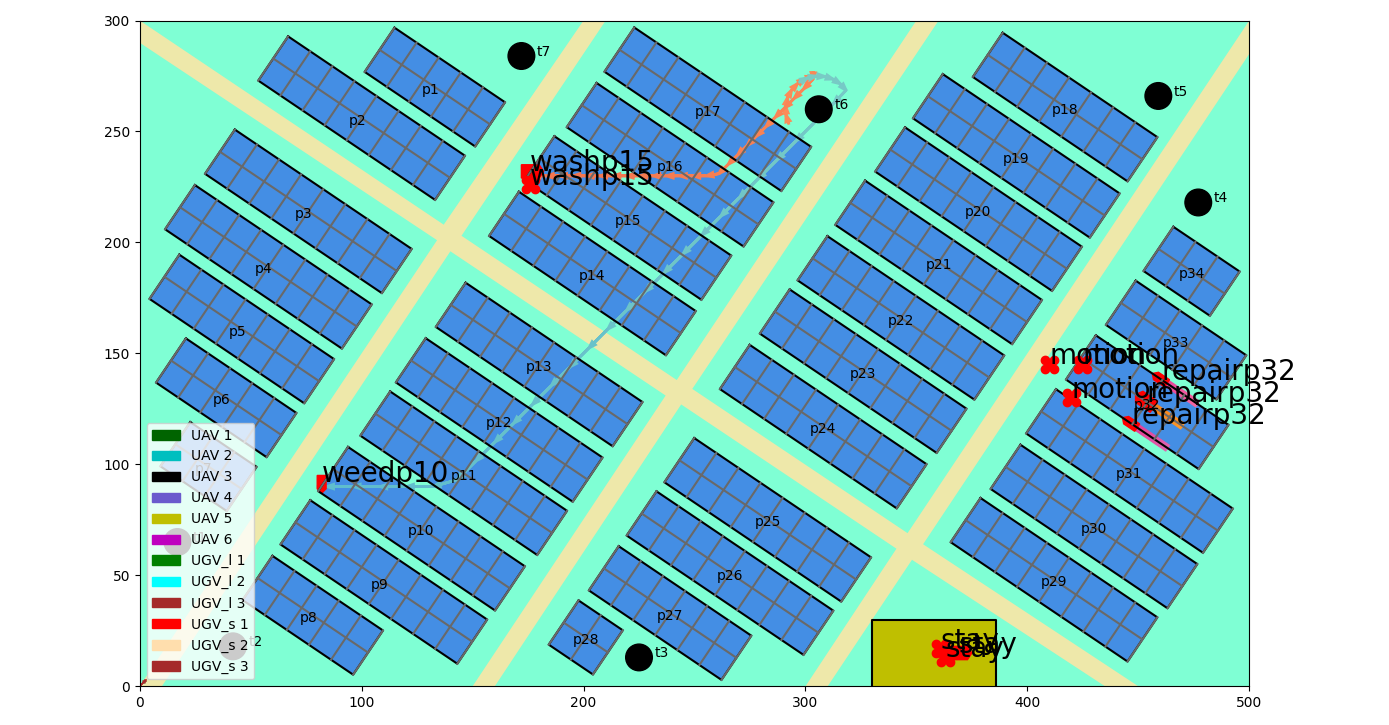 300
250
200
150
100
50
0
0
100
200
300
400
500
t7
t6
t5
t4
t3
t2
p1
p2
p3
p4
p5
p6
p8
p9
p10
p11
p12
p13
p14
p15
p16
p17
p18
p19
p20
p21
p22
p23
p24
p25
p26
p27
p28
p29
p30
p31
p33
p34
washp15
washp15
weedp10
motion
motion
motion
repairp32
repairp32
repairp32
stay
stay
stay
UAV 1
UAV 2
UAV 3
UAV 4
UAV 5
UAV 6
UGV_l 1
UGV_l 2
UGV_l 3
UGV_s 1
UGV_s 2
UGV_s 3